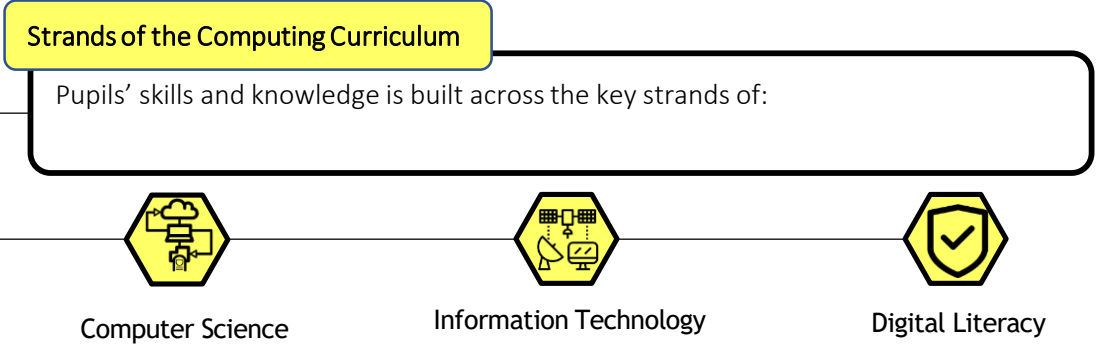 Strands of the Computing Curriculum
Pupils’ skills and knowledge is built across the key strands of:
Computer Science
Information Technology
Digital Literacy